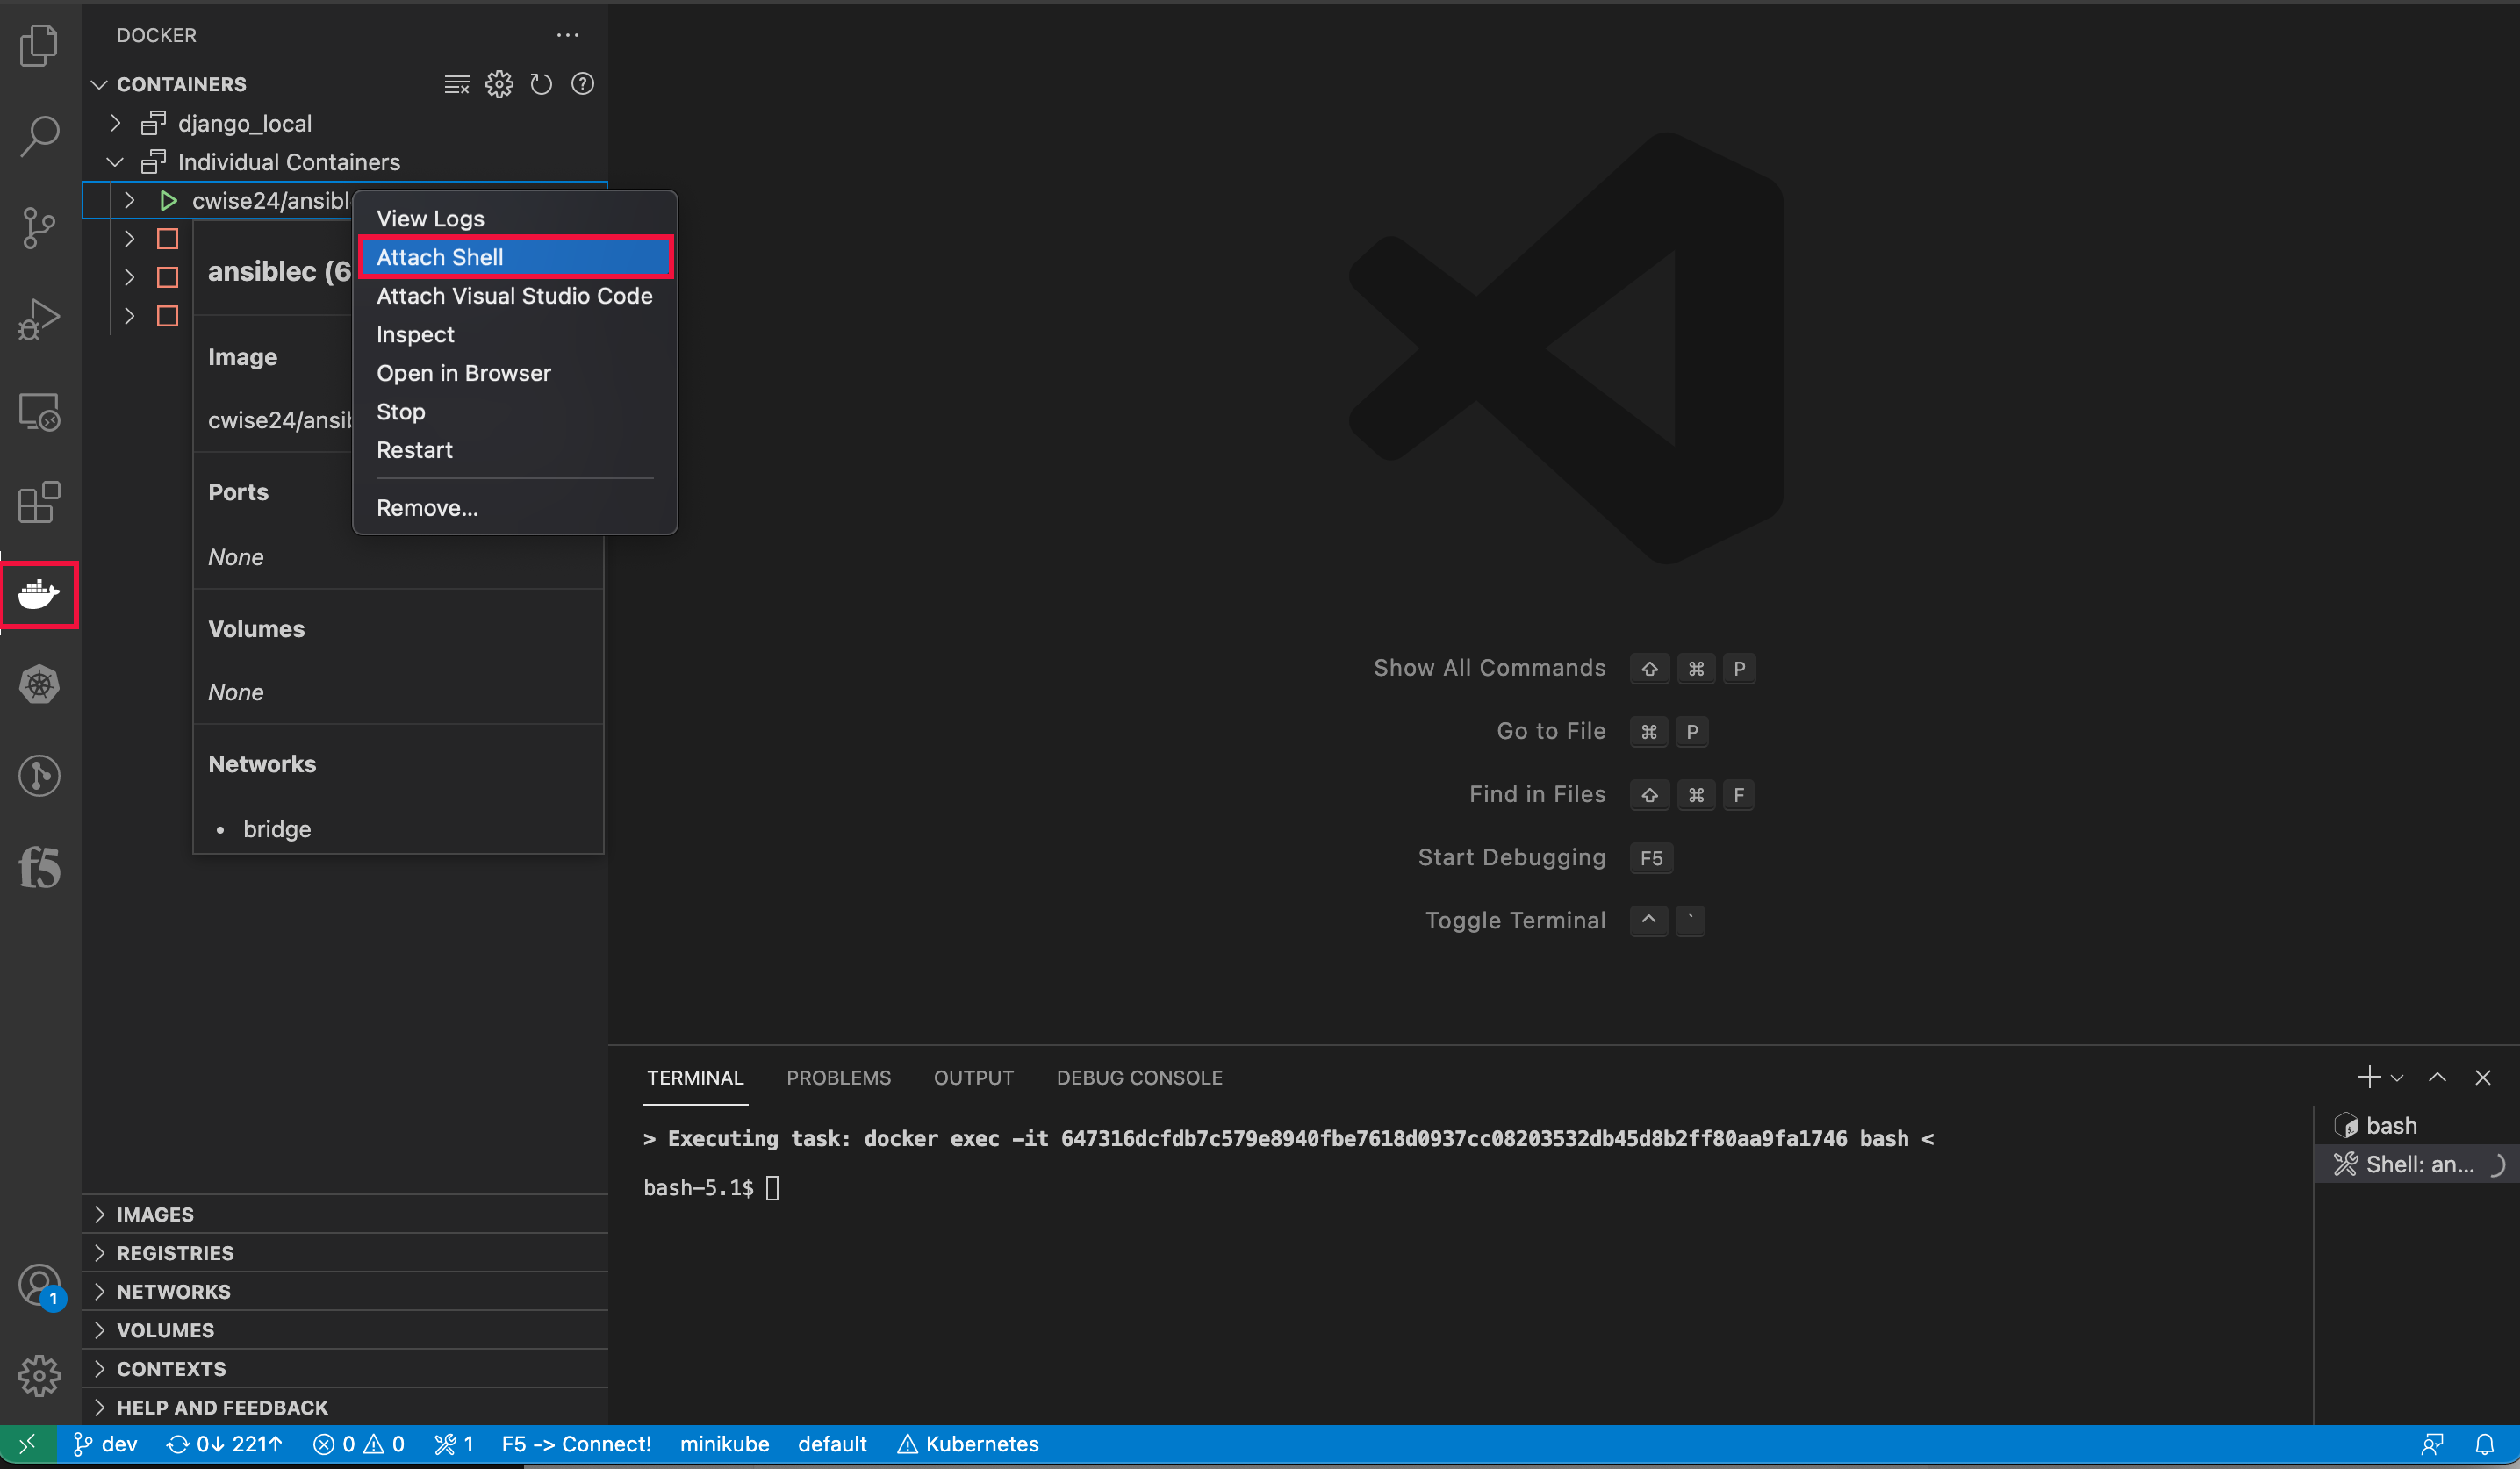 DOCKER
CONTAINERS
django_local
Individual Containers
cwise24/ansibl
View Logs
Attach Shell
Attach Visual Studio Code
Inspect
Open in Browser
Stop
Restart
Remove...
ansiblec (6
Image
cwise24/ansib
Ports
None
Volumes
None
Networks
• bridge
f5
Show All Commands ⇧ ⌘ P
Go to File ⌘ P
Find in Files ⇧ ⌘ F
Start Debugging F5
Toggle Terminal ^ `
TERMINAL PROBLEMS OUTPUT DEBUG CONSOLE
> Executing task: docker exec -it 647316dcfdb7c579e8940fbe7618d0937cc08203532db45d8b2ff80aa9fa1746 bash <
bash-5.1$
bash
Shell: an...
IMAGES
REGISTRIES
NETWORKS
VOLUMES
CONTEXTS
HELP AND FEEDBACK
1
dev 0↓ 221↑ 0 0 1 F5 -> Connect! minikube default Kubernetes